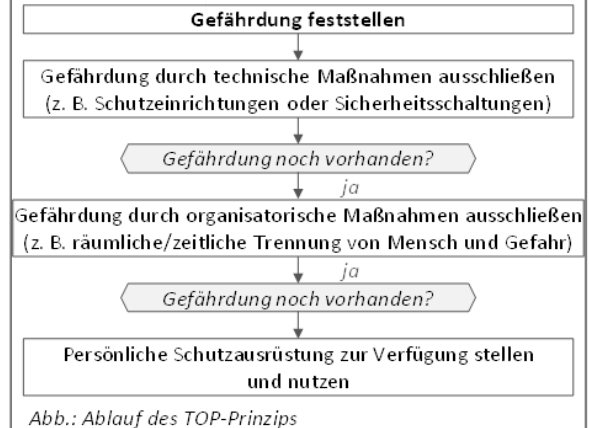 Gefährdung feststellen
Gefährdung durch technische Maßnahmen ausschließen
(z. B. Schutzeinrichtungen oder Sicherheitsschaltungen)
Gefährdung noch vorhanden?
ja
Gefährdung durch organisatorische Maßnahmen ausschließen
(z. B. räumliche/zeitliche Trennung von Mensch und Gefahr)
ja
Gefährdung noch vorhanden?
Persönliche Schutzausrüstung zur Verfügung stellen
und nutzen
Abb.: Ablauf des TOP-Prinzips